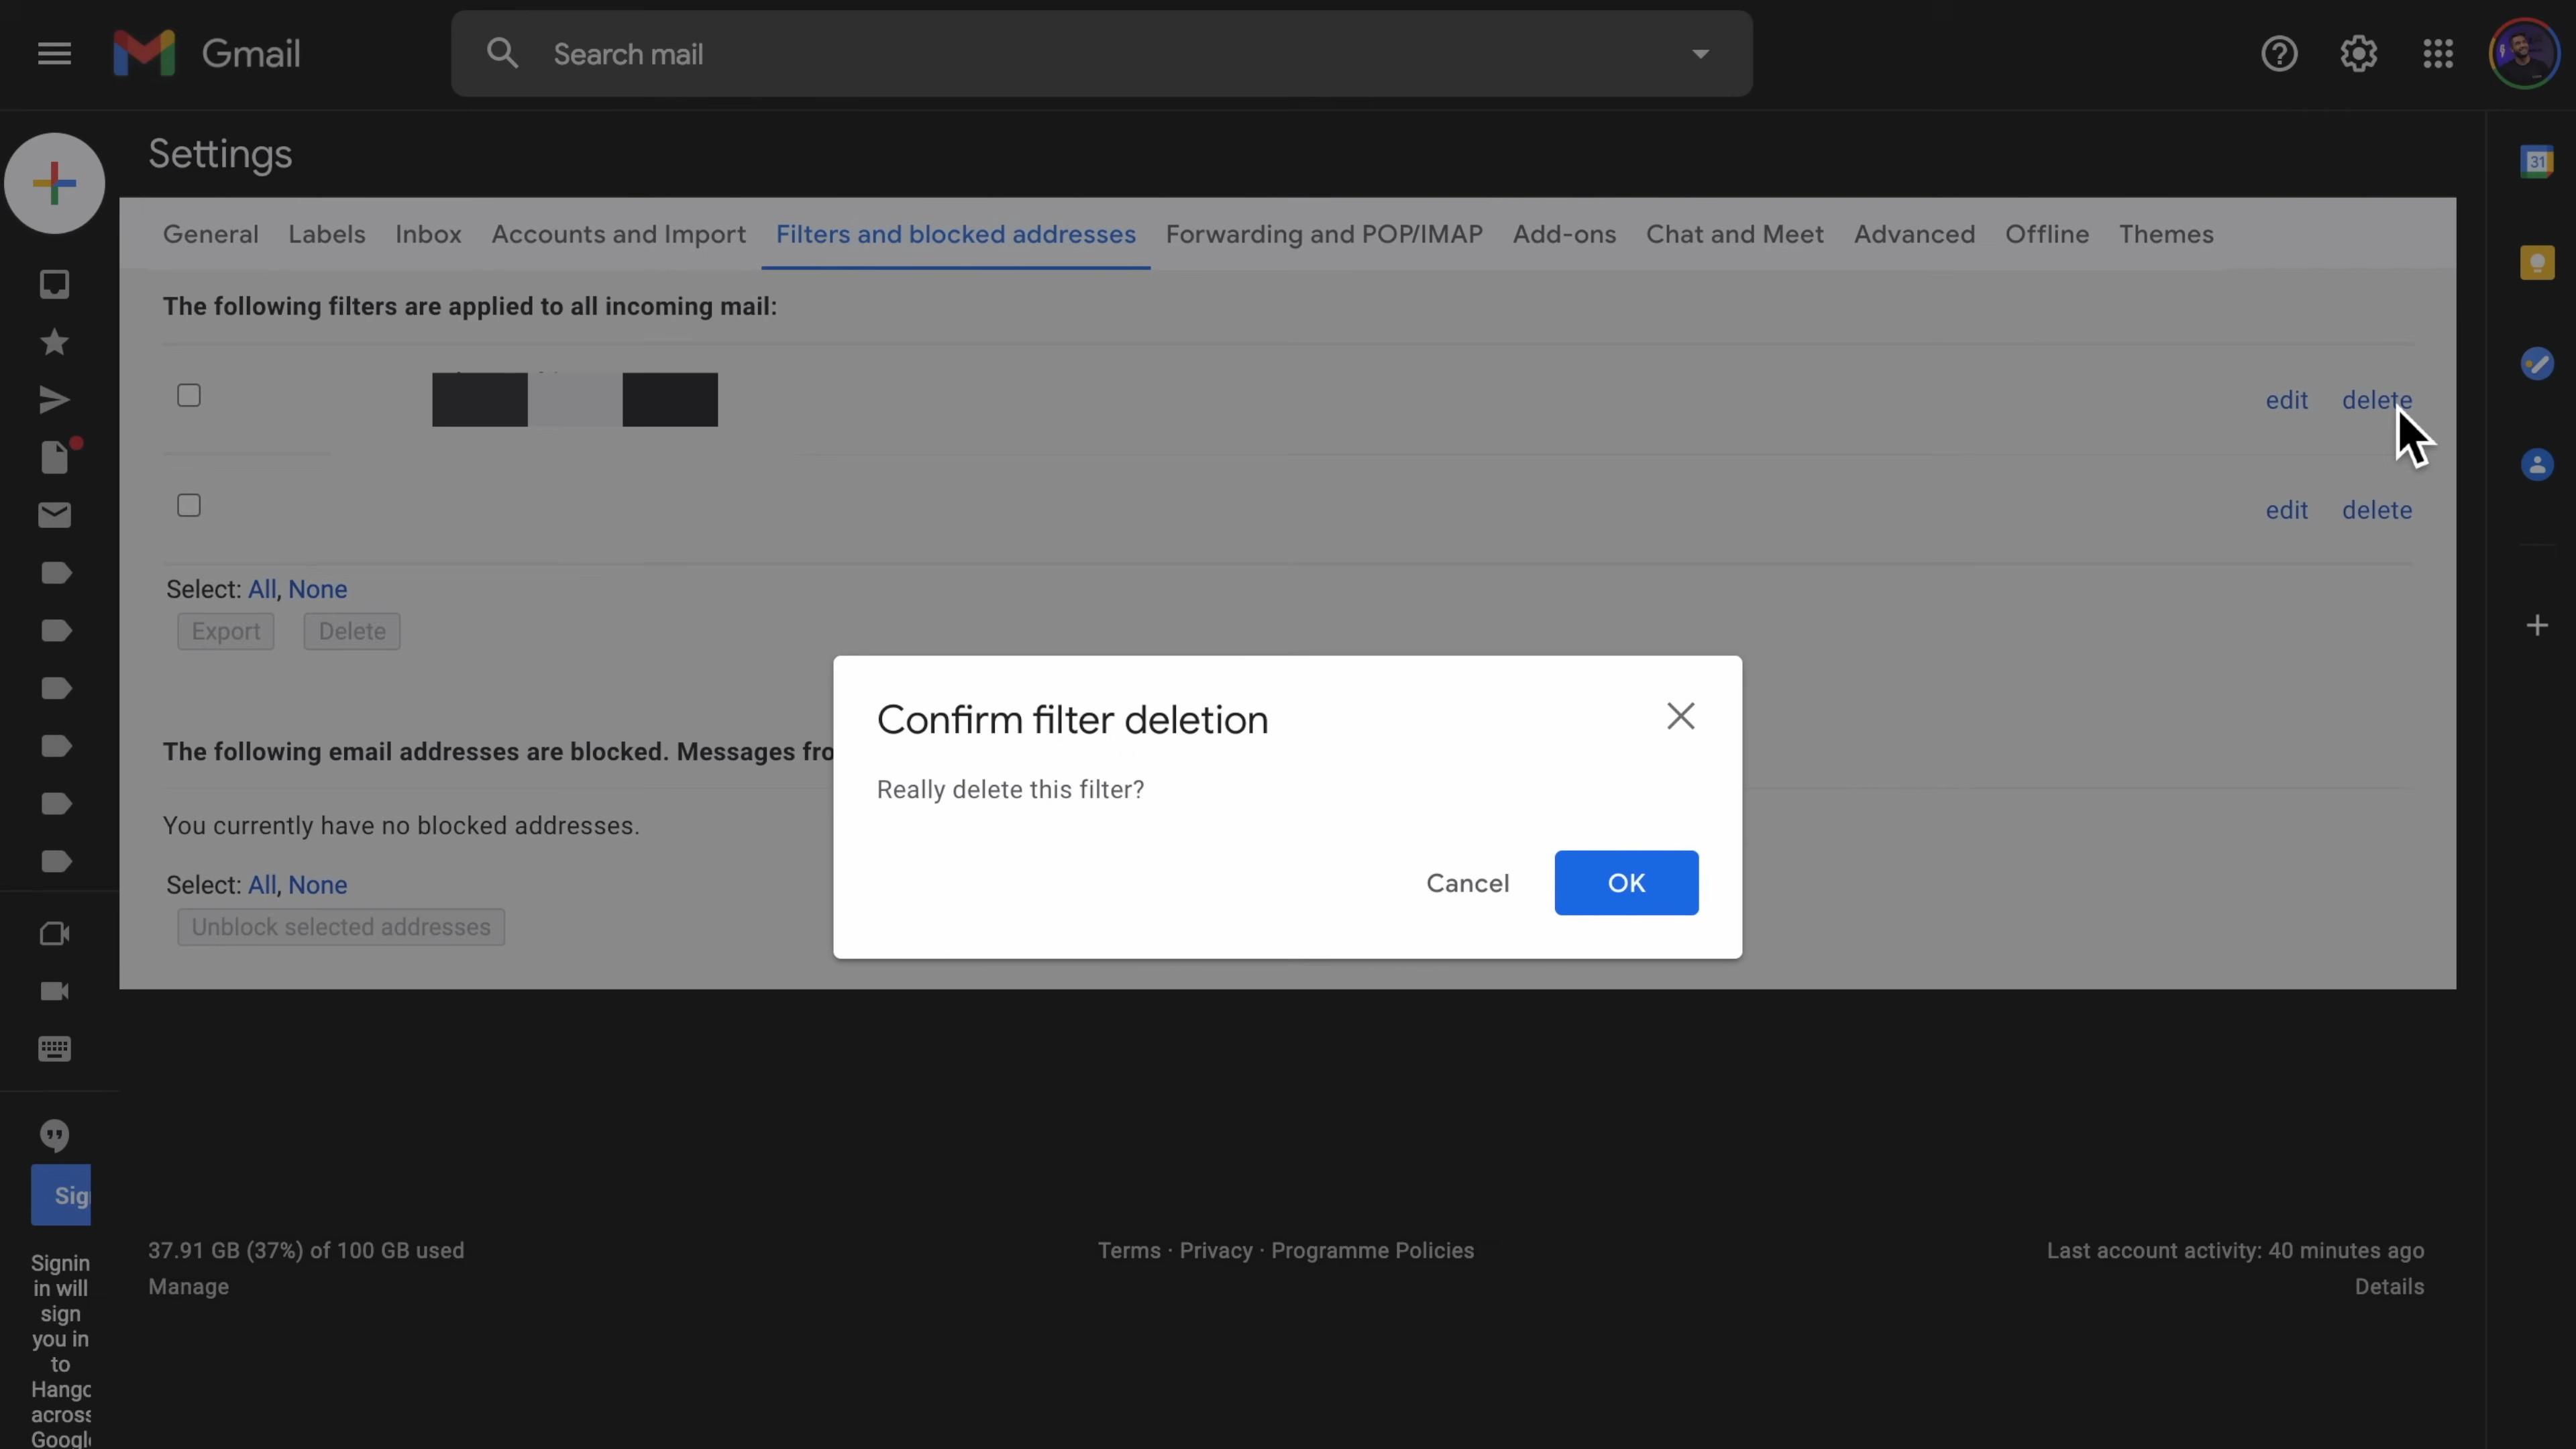 Gmail
Search mail
Settings
General Labels Inbox Accounts and Import Filters and blocked addresses Forwarding and POP/IMAP Add-ons Chat and Meet Advanced Offline Themes
The following filters are applied to all incoming mail:
edit delete
edit delete
Select: All, None
Export Delete
The following email addresses are blocked. Messages fro
You currently have no blocked addresses.
Select: All, None
Unblock selected addresses
Confirm filter deletion
Really delete this filter?
Cancel OK
31
Sig
Signin
in will
sign
you in
to
Hango
across
Googl
37.91 GB (37%) of 100 GB used
Manage
Terms · Privacy · Programme Policies
Last account activity: 40 minutes ago
Details